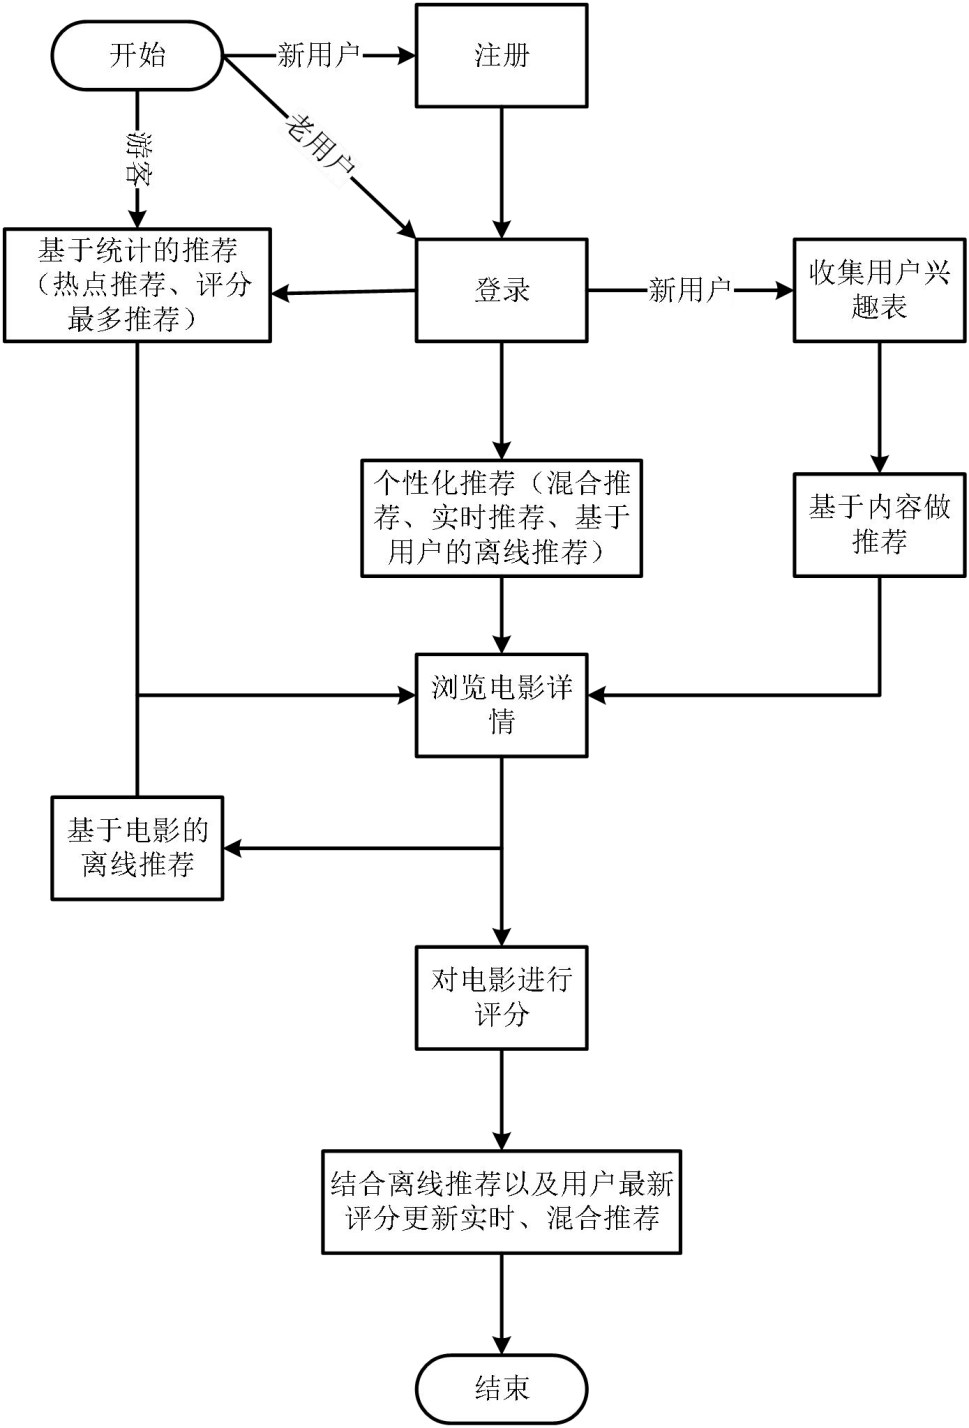 开始
新用户
注册
老用户
游客
基于统计的推荐
（热点推荐、评分
最多推荐）
登录
新用户
收集用户兴
趣表
个性化推荐（混合推
荐、实时推荐、基于
用户的离线推荐）
基于内容做
推荐
浏览电影详
情
基于电影的
离线推荐
对电影进行
评分
结合离线推荐以及用户最新
评分更新实时、混合推荐
结束